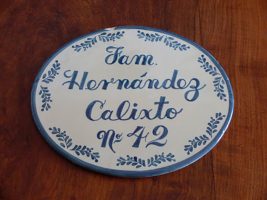 Fam.
Hernández
Calixto
Nº 42